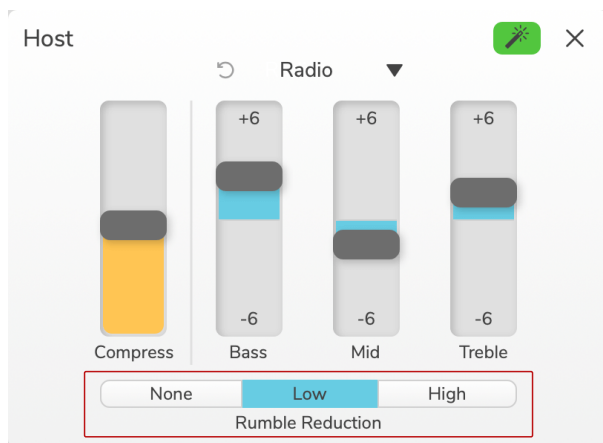 Host
Radio
+6 +6 +6
-6 -6 -6
Compress Bass Mid Treble
None Low High
Rumble Reduction